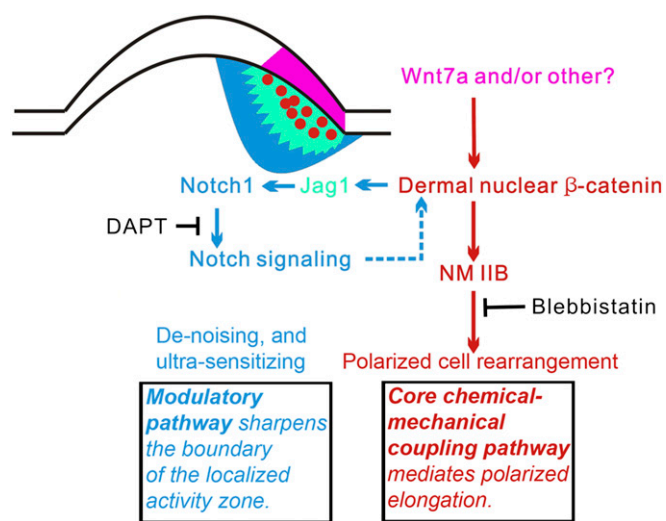 Wnt7a and/or other?
Notch1
Jag1
Dermal nuclear β-catenin
DAPT
Notch signaling
NM IIB
Blebbistatin
De-noising, and
ultra-sensitizing
Polarized cell rearrangement
Modulatory
pathway sharpens
the boundary
of the localized
activity zone.
Core chemical-
mechanical
coupling pathway
mediates polarized
elongation.